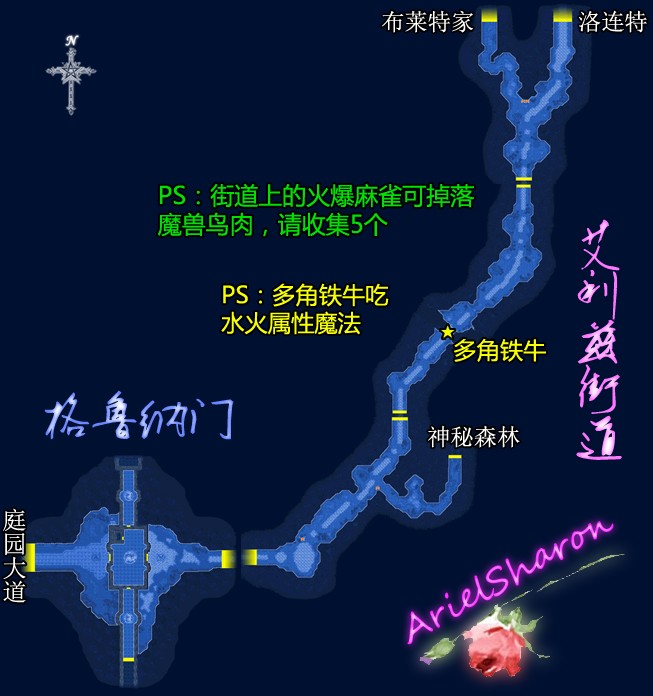 布莱特家
洛连特
N
PS：街道上的火爆麻雀可掉落
魔兽鸟肉，请收集5个
PS：多角铁牛吃
水火属性魔法
多角铁牛
艾利兹街道
格鲁纳门
神秘森林
庭园大道
ArielSharon